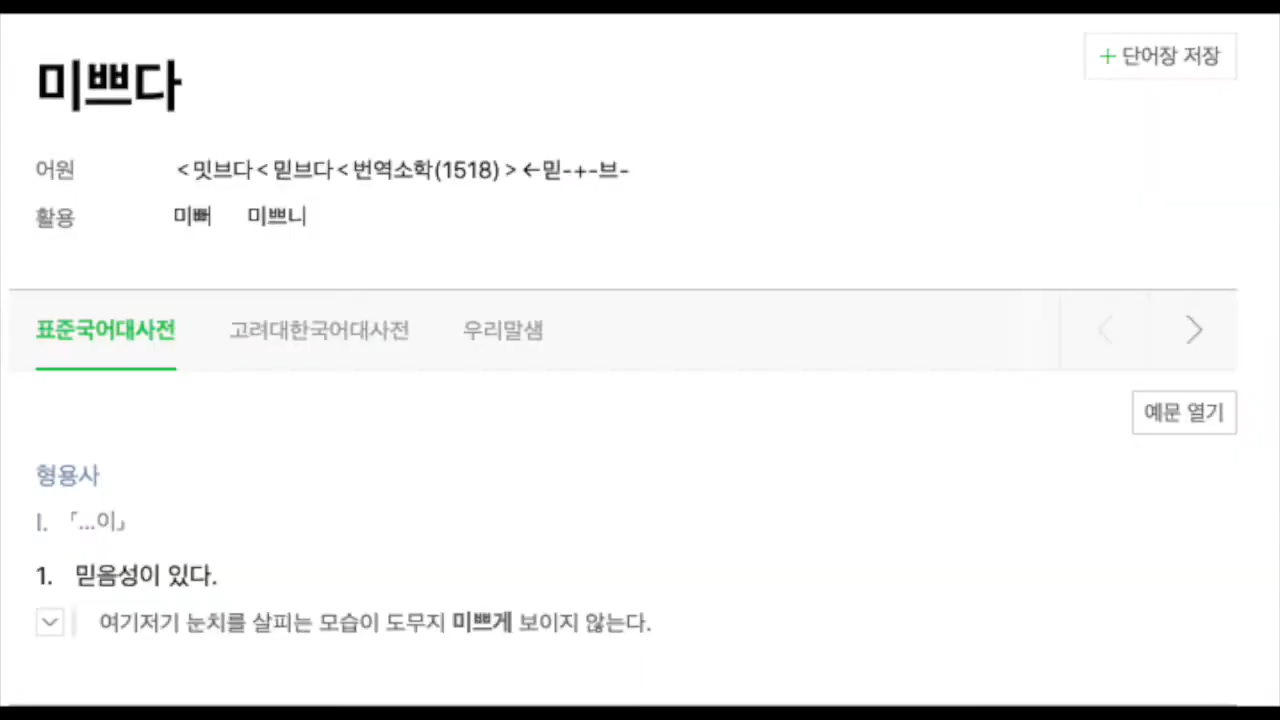 미쁘다
+ 단어장 저장
어원 <밋브다<믿브다<번역소학(1518)>←믿-+-브-
활용 미뻐 미쁘니
표준국어대사전 고려대한국어대사전 우리말샘
예문 열기
형용사
Ⅰ. 「…이」
1. 믿음성이 있다.
여기저기 눈치를 살피는 모습이 도무지 미쁘게 보이지 않는다.